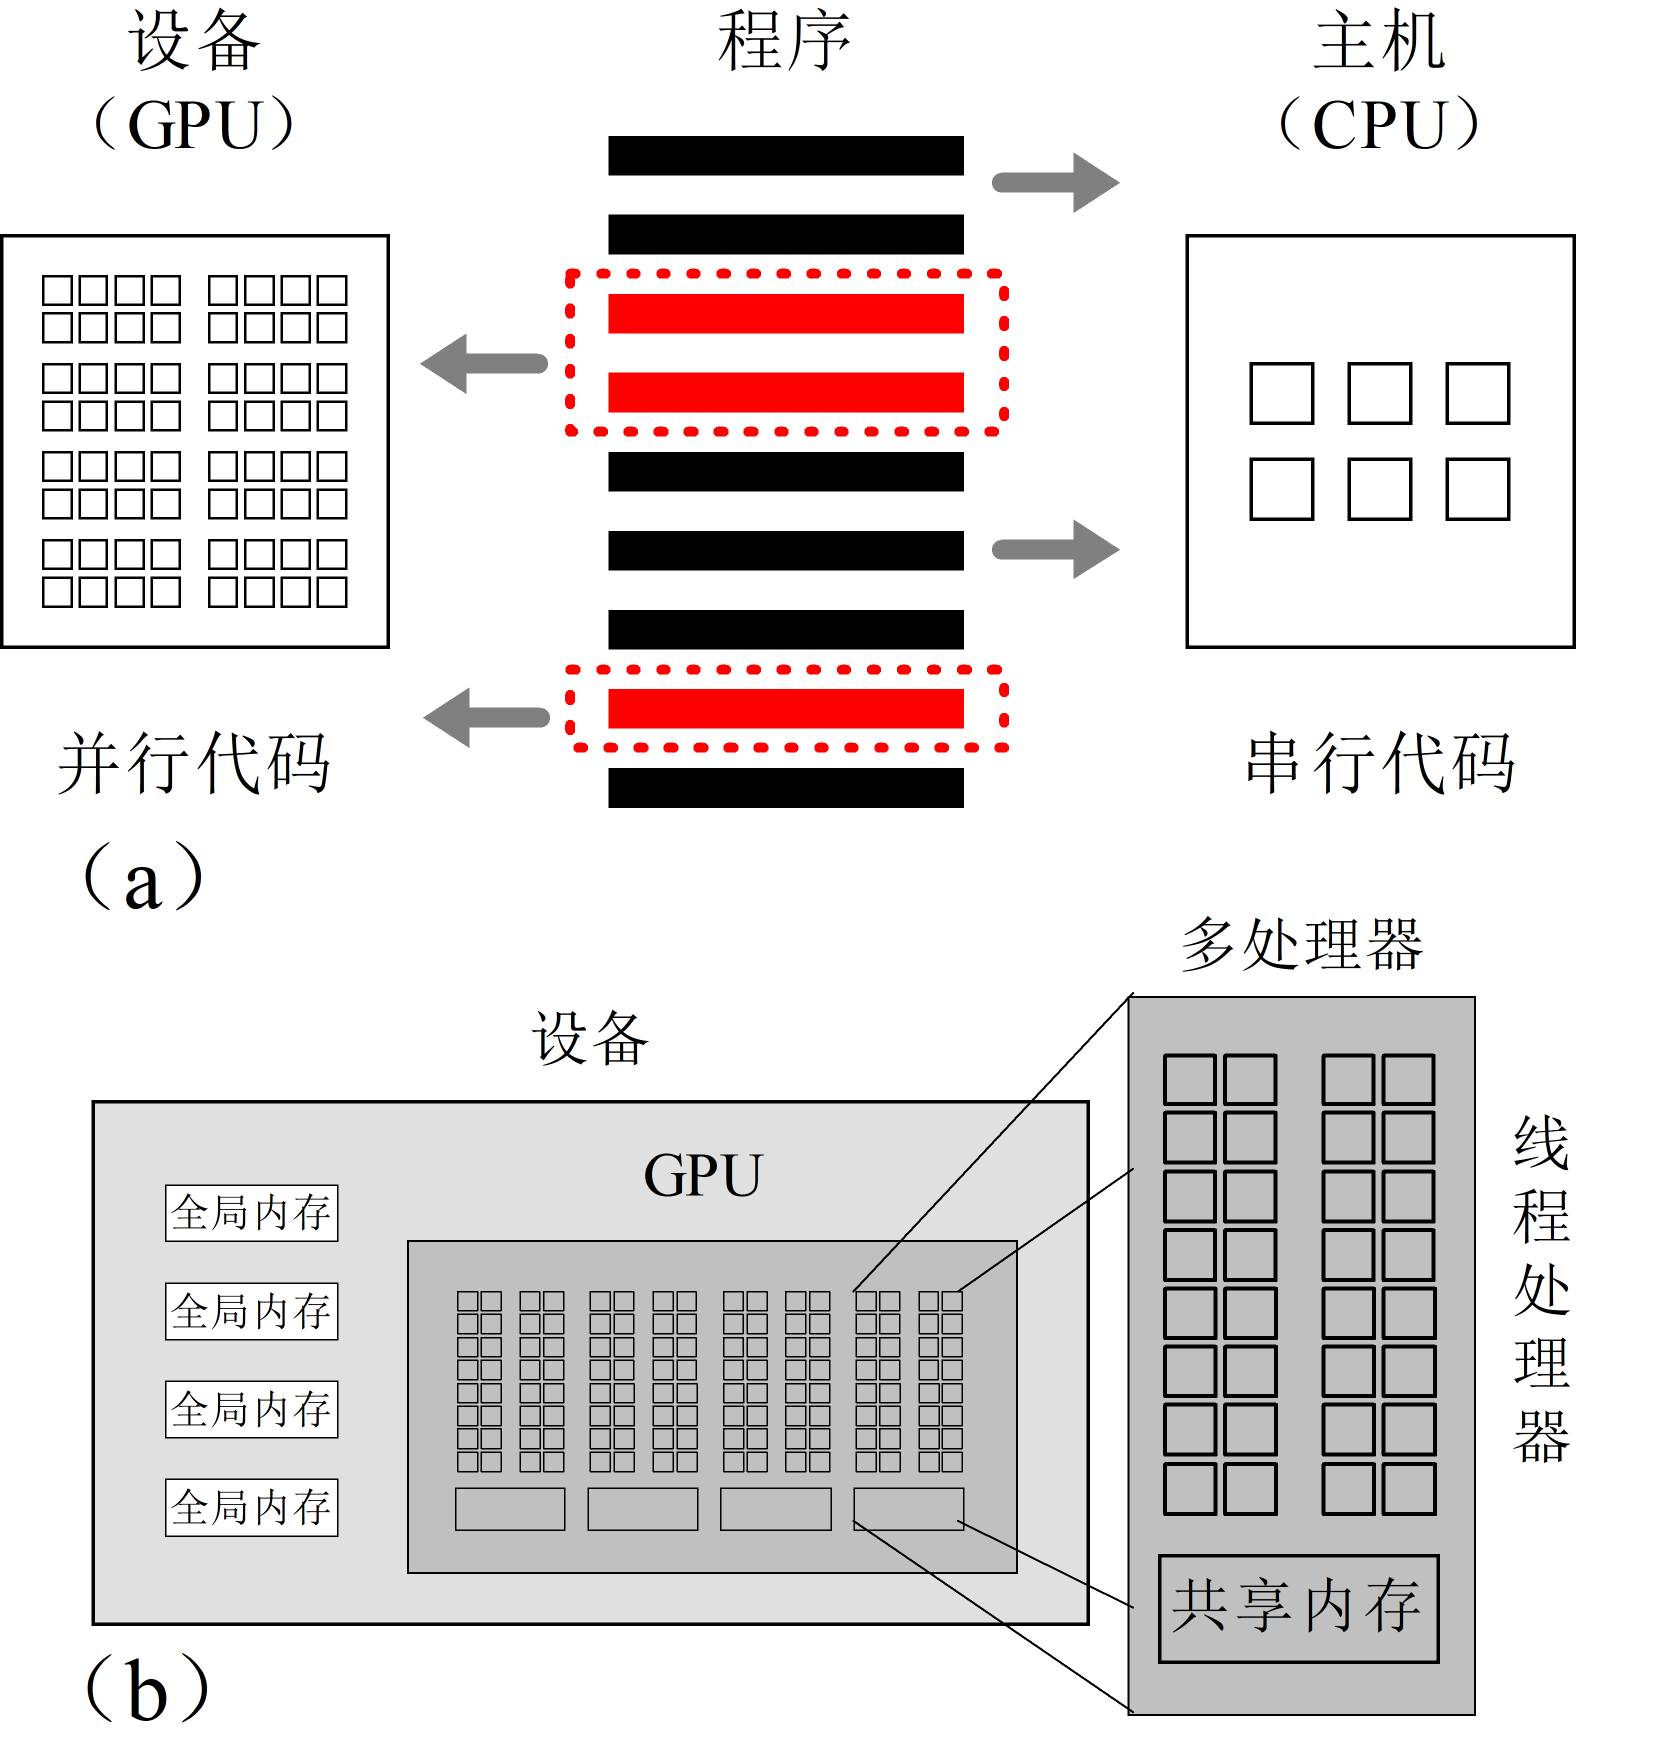 设备
（GPU）
程序
主机
（CPU）
并行代码
串行代码
（a）
多处理器
设备
GPU
全局内存
全局内存
全局内存
全局内存
线程处理器
共享内存
（b）